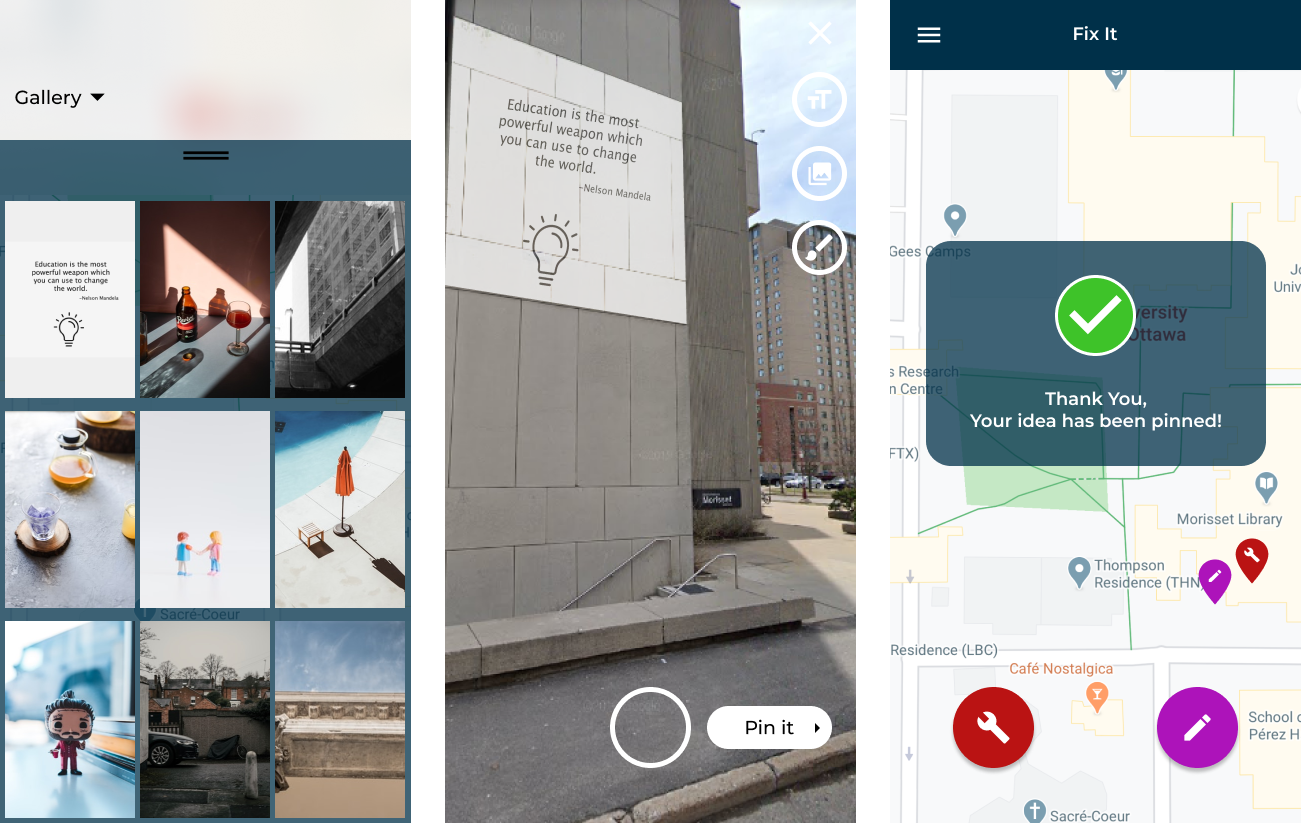 Gallery
Education is the most
powerful weapon which
you can use to change
the world.
~Nelson Mandela
Sacré-Coeur
Education is the most
powerful weapon which
you can use to change
the world.
~Nelson Mandela
Morisset
Pin it
Fix It
Gees Camps
versity
Ottawa
s Research
n Centre
Thank You,
Your idea has been pinned!
FTX)
Morisset Library
Thompson
Residence (THN
Residence (LBC)
Café Nostalgica
School
Pérez H
Sacré-Coeur